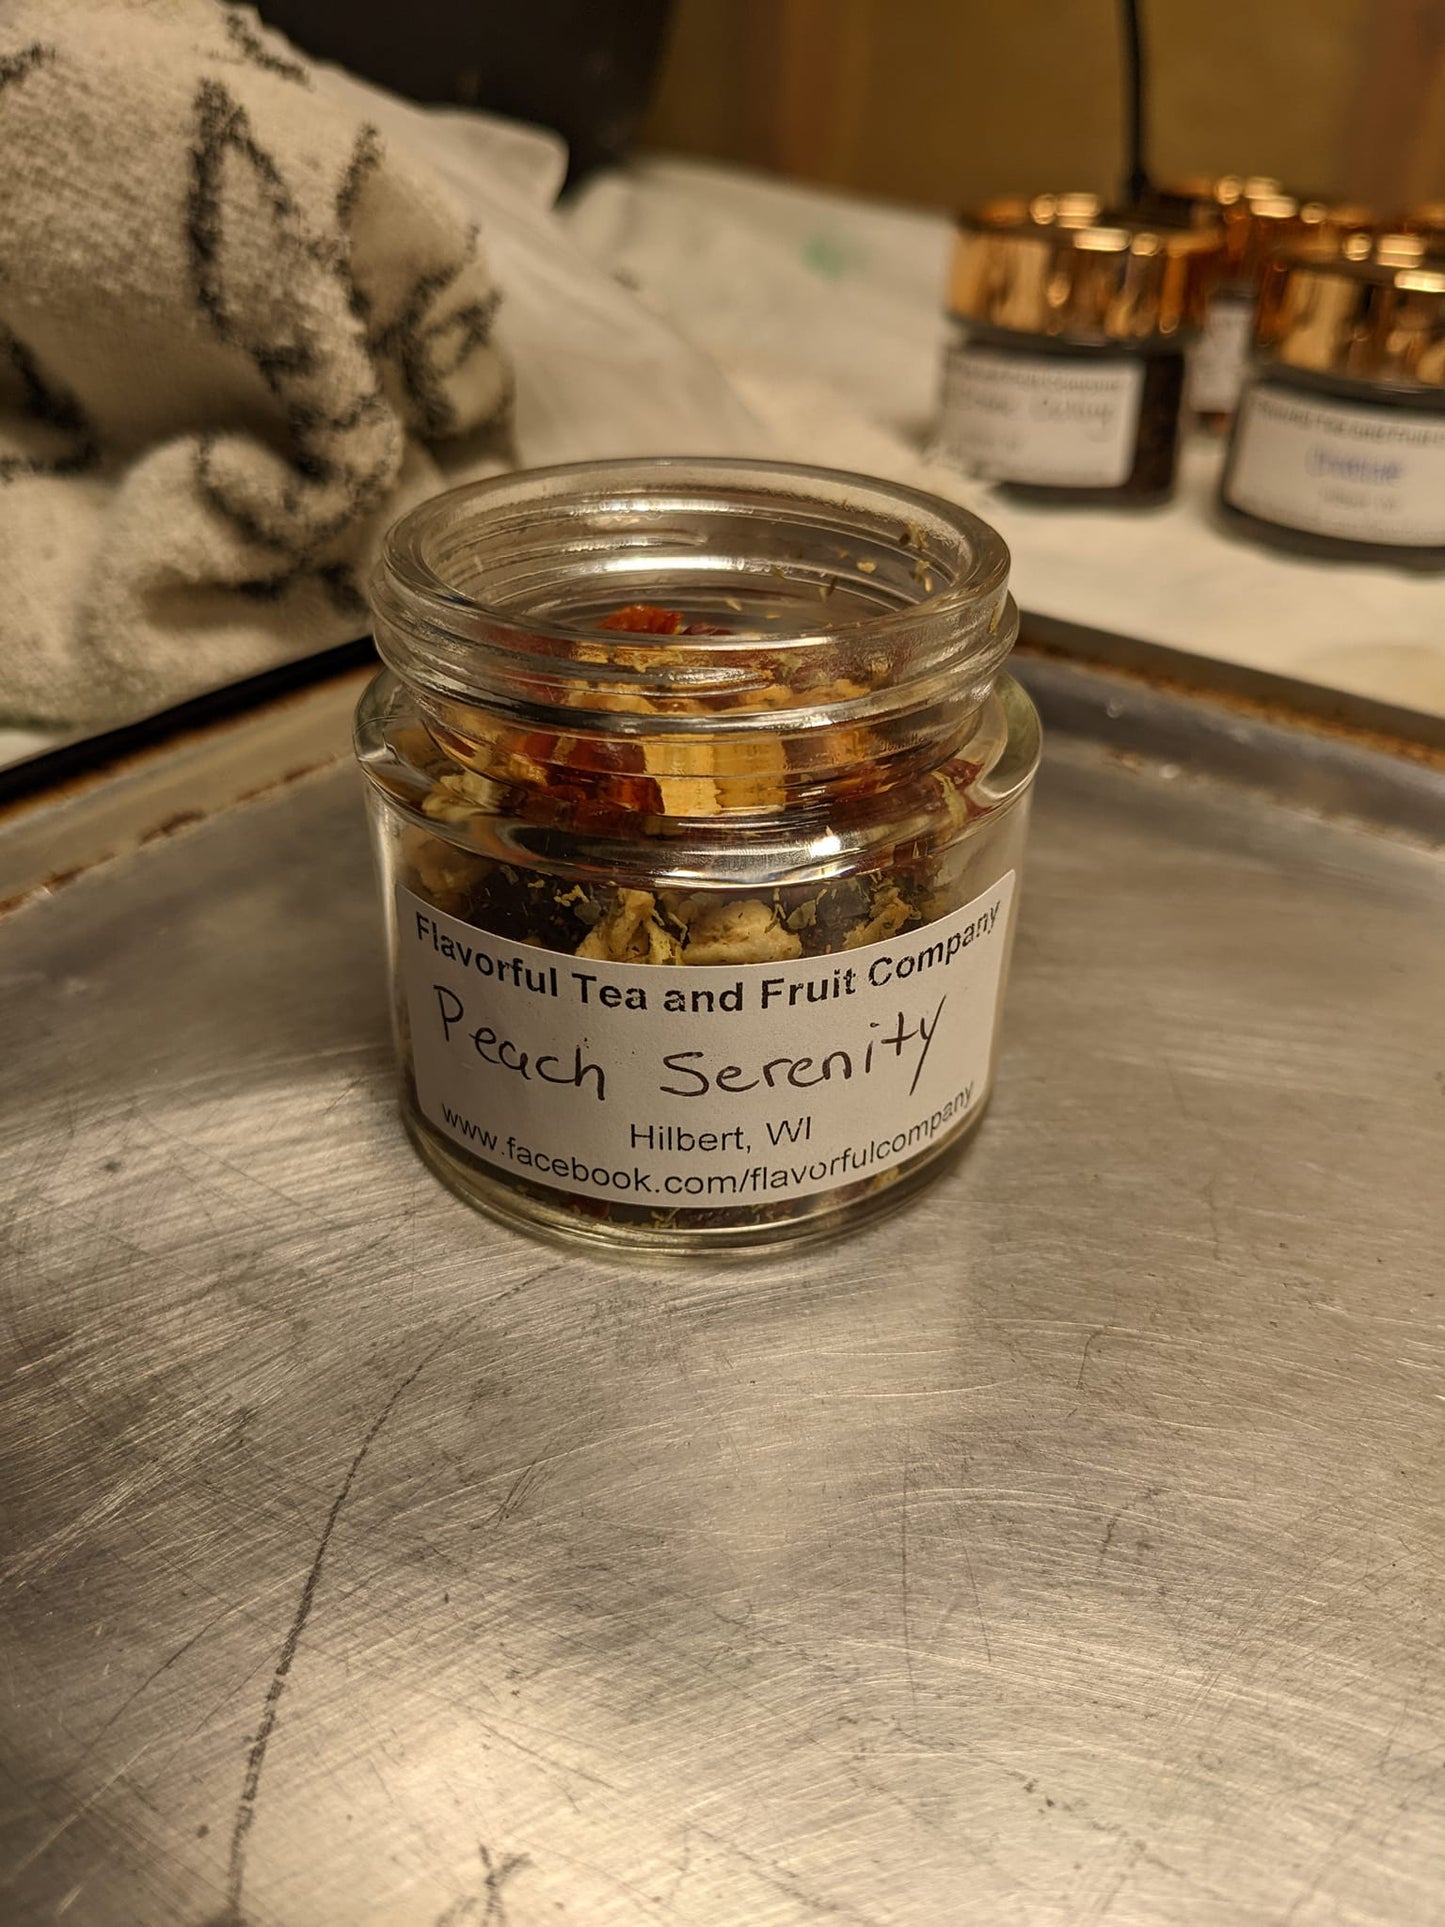 Flavorful Tea and Fruit Company
Peach Serenity
Hilbert, WI
www.facebook.com/flavorfulcompany